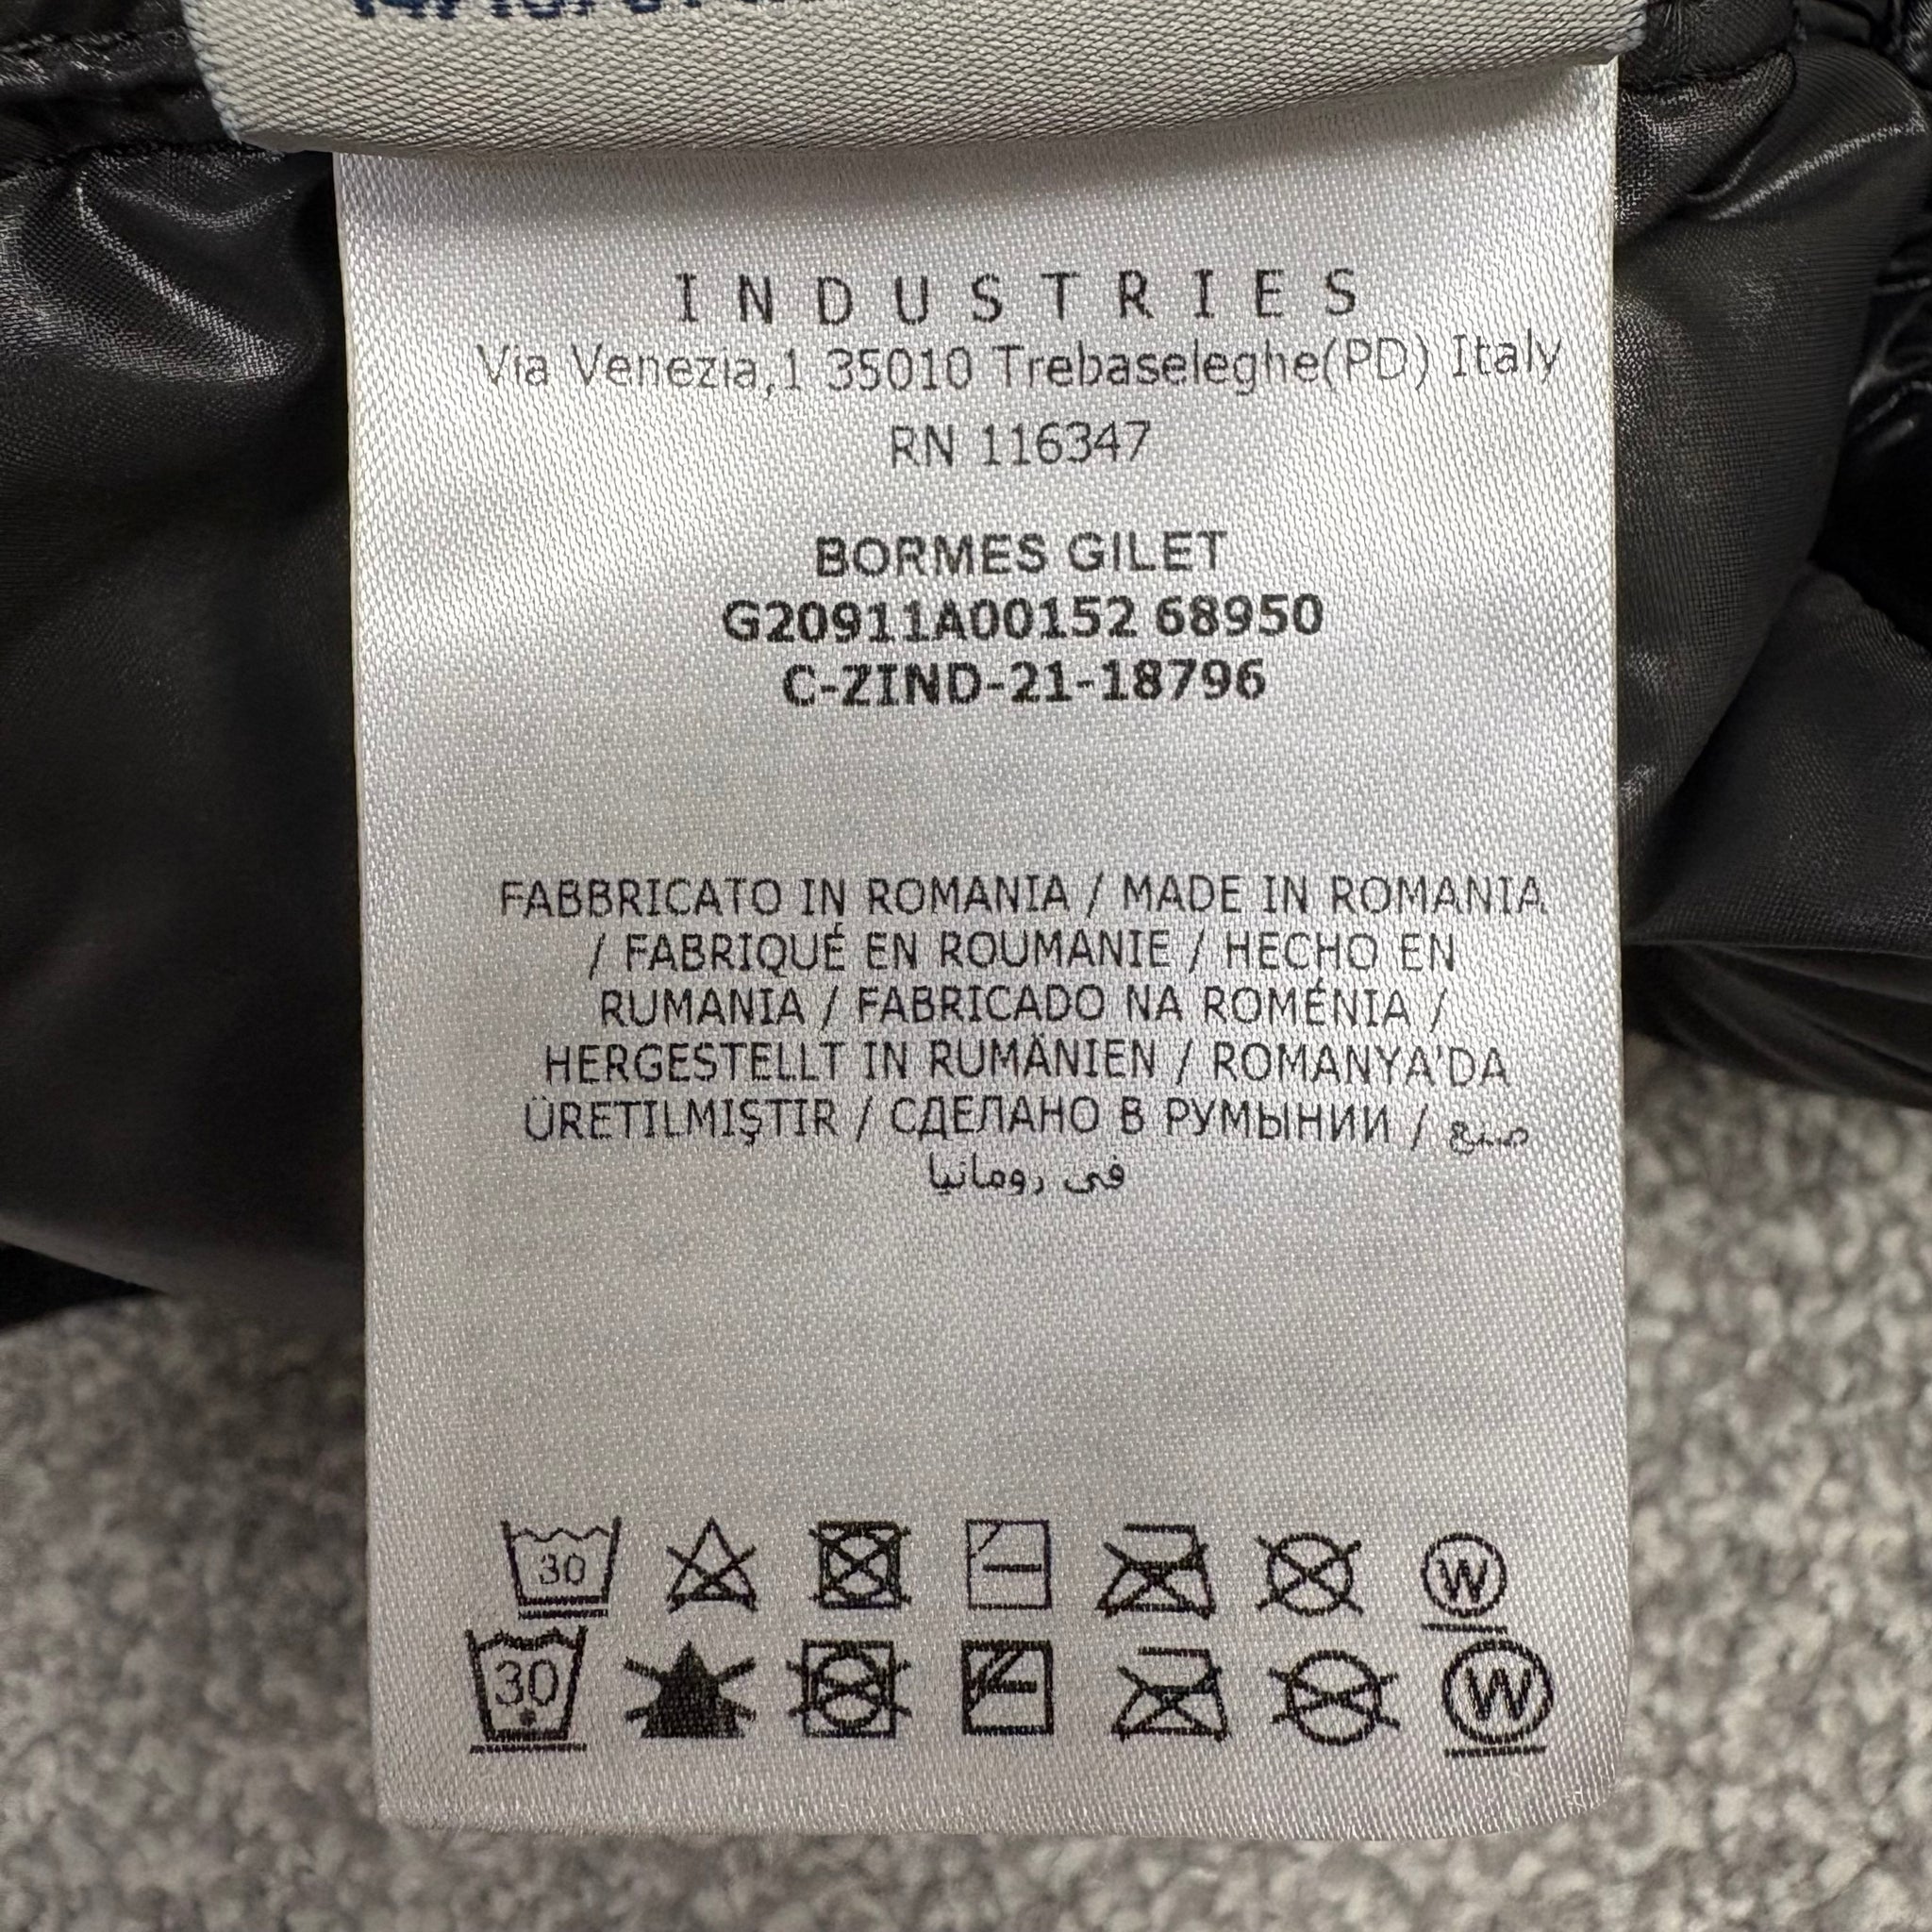 INDUSTRIES
Via Venezia,1 35010 Trebaseleghe(PD) Italy
RN 116347
BORMES GILET
G20911A00152 68950
C-ZIND-21-18796
FABBRICATO IN ROMANIA / MADE IN ROMANIA
/ FABRIQUÉ EN ROUMANIE / HECHO EN
RUMANIA / FABRICADO NA ROMÉNIA /
HERGESTELLT IN RUMÄNIEN / ROMANYA'DA
ÜRETILMIŞTIR / СДЕЛАНО В РУМЫНИИ / صنع
في رومانيا
30 W
30 W